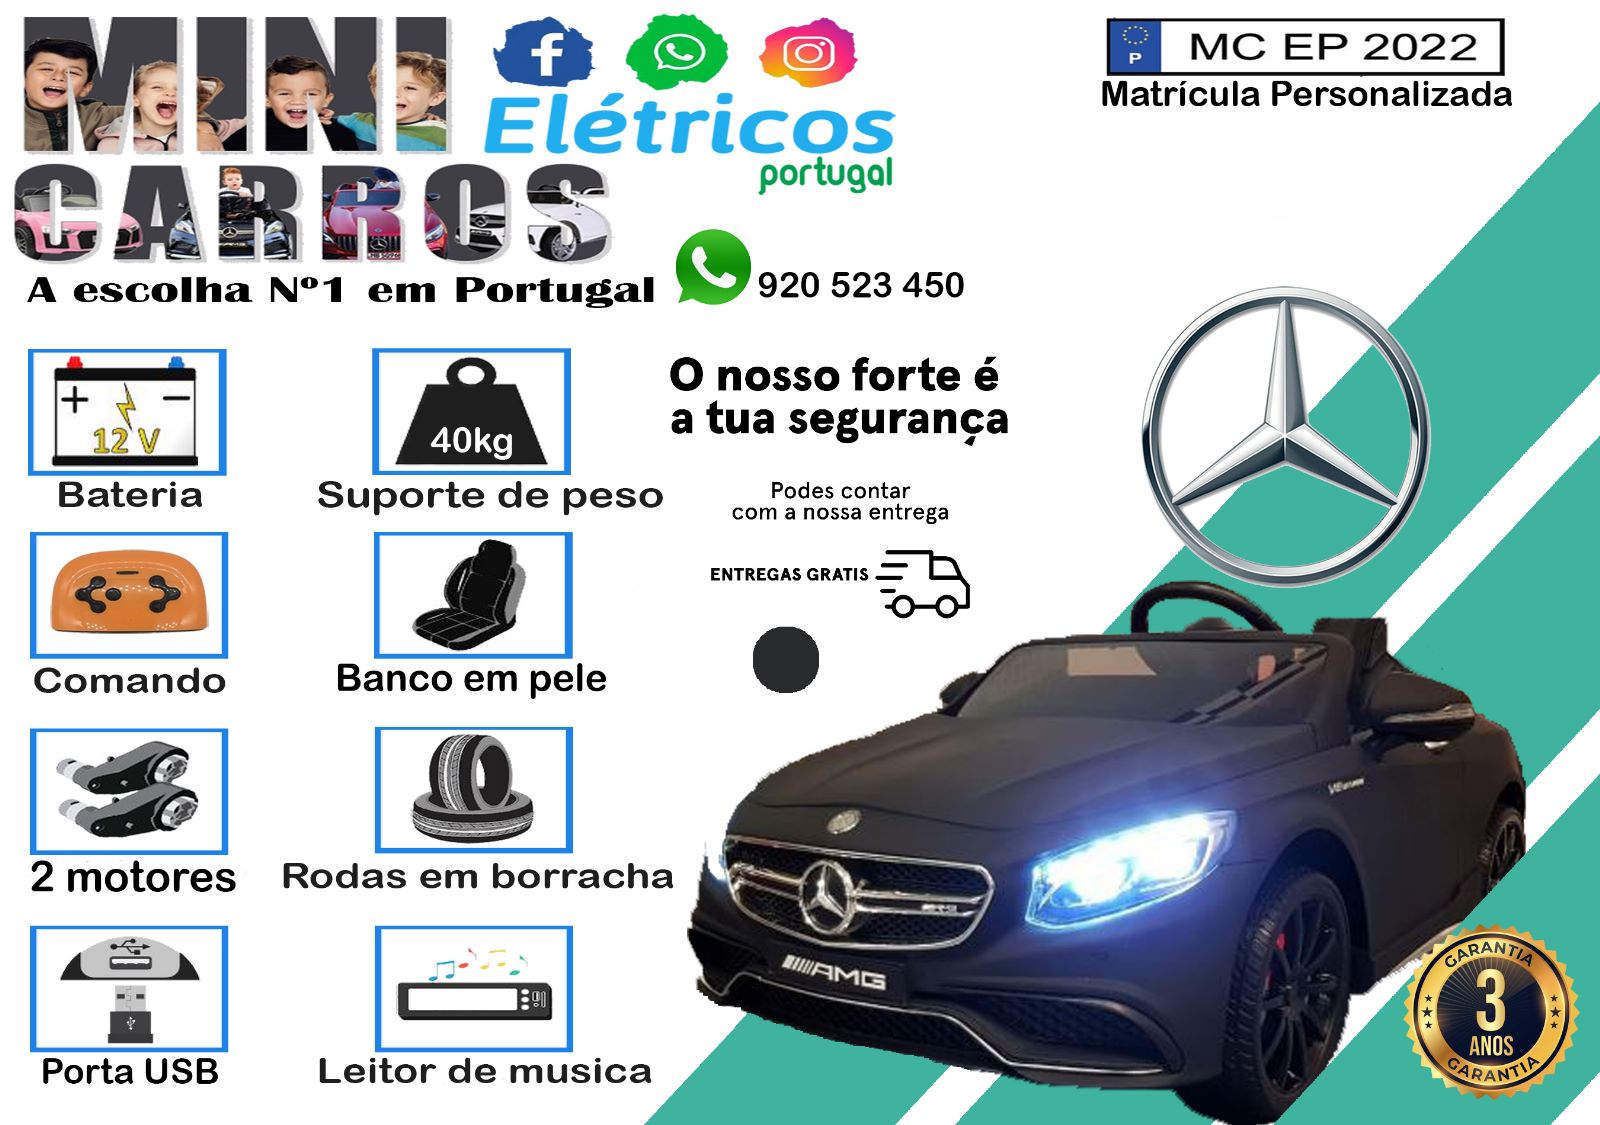 MINI
Elétricos
portugal
CARROS
A escolha Nº1 em Portugal
920 523 450
P MC EP 2022
Matrícula Personalizada
O nosso forte é
a tua segurança
Podes contar
com a nossa entrega
ENTREGAS GRATIS
+ -
12 V
Bateria
40kg
Suporte de peso
Comando
Banco em pele
2 motores
Rodas em borracha
Porta USB
Leitor de musica
AMG
GARANTIA
3
ANOS
GARANTIA